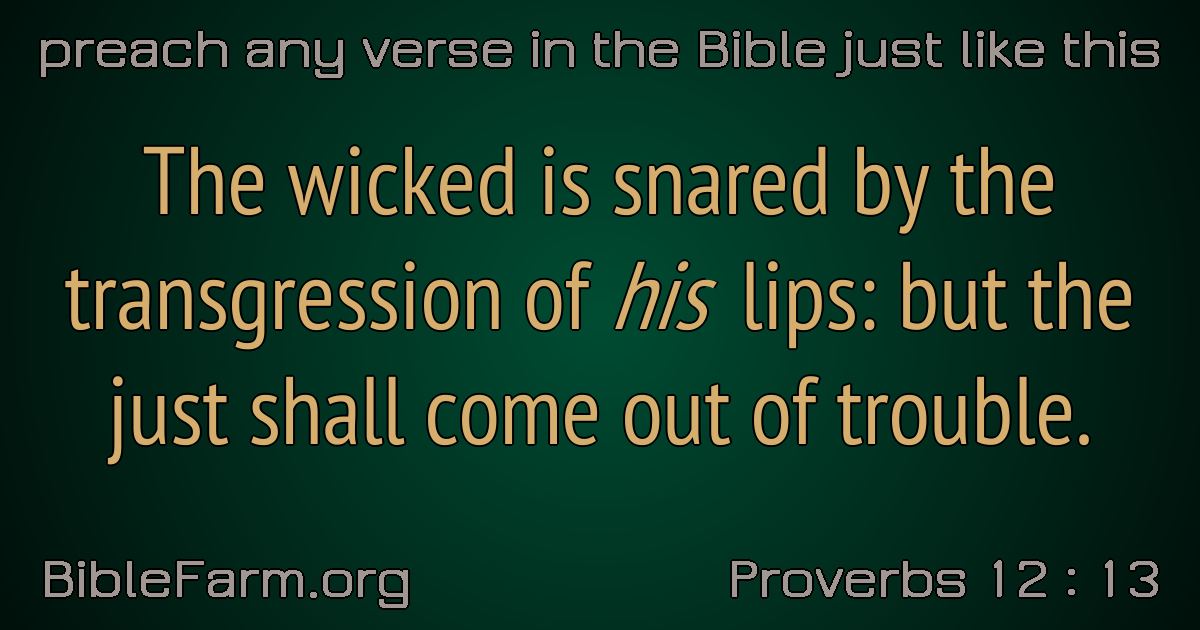 preach any verse in the Bible just like this
The wicked is snared by the
transgression of his lips: but the
just shall come out of trouble.
BibleFarm.org
Proverbs 12 : 13